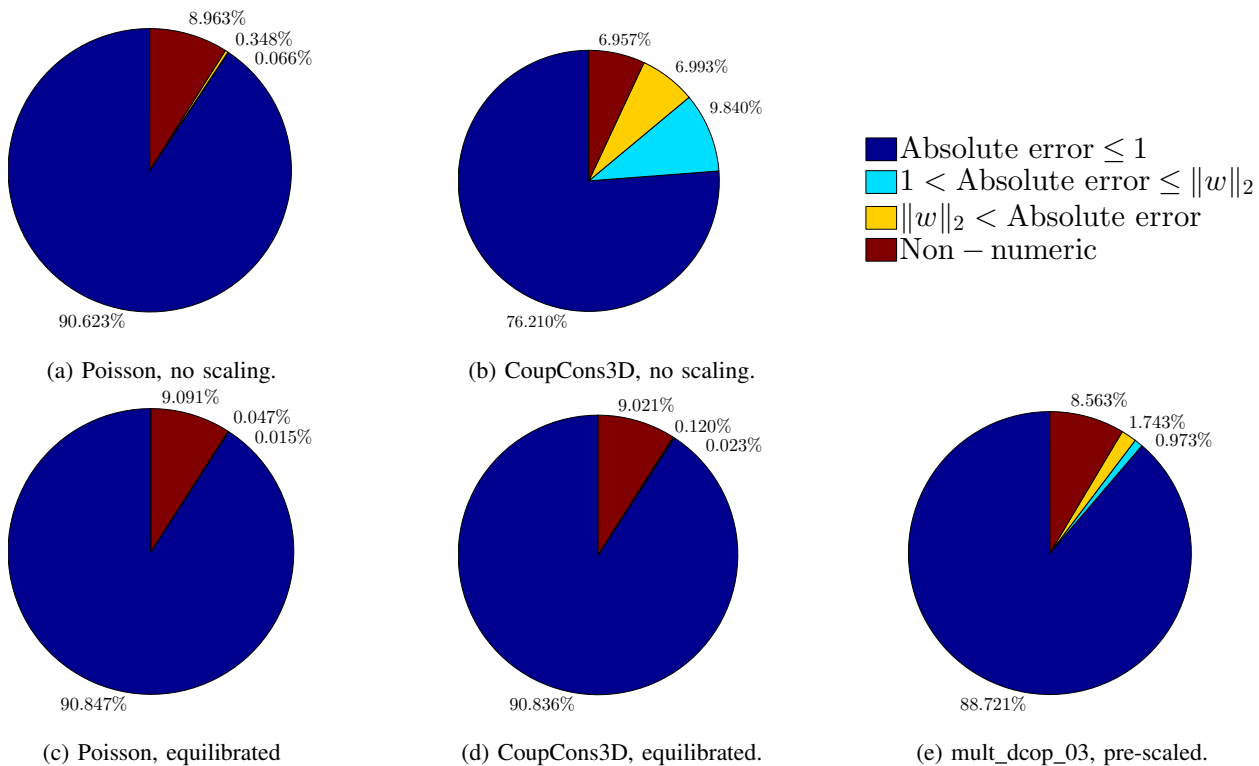 8.963%
0.348%
0.066%
90.623%
(a) Poisson, no scaling.
6.957%
6.993%
9.840%
76.210%
(b) CoupCons3D, no scaling.
Absolute error ≤ 1
1 < Absolute error ≤ ‖w‖₂
‖w‖₂ < Absolute error
Non − numeric
9.091%
0.047%
0.015%
90.847%
(c) Poisson, equilibrated
9.021%
0.120%
0.023%
90.836%
(d) CoupCons3D, equilibrated.
8.563%
1.743%
0.973%
88.721%
(e) mult_dcop_03, pre-scaled.